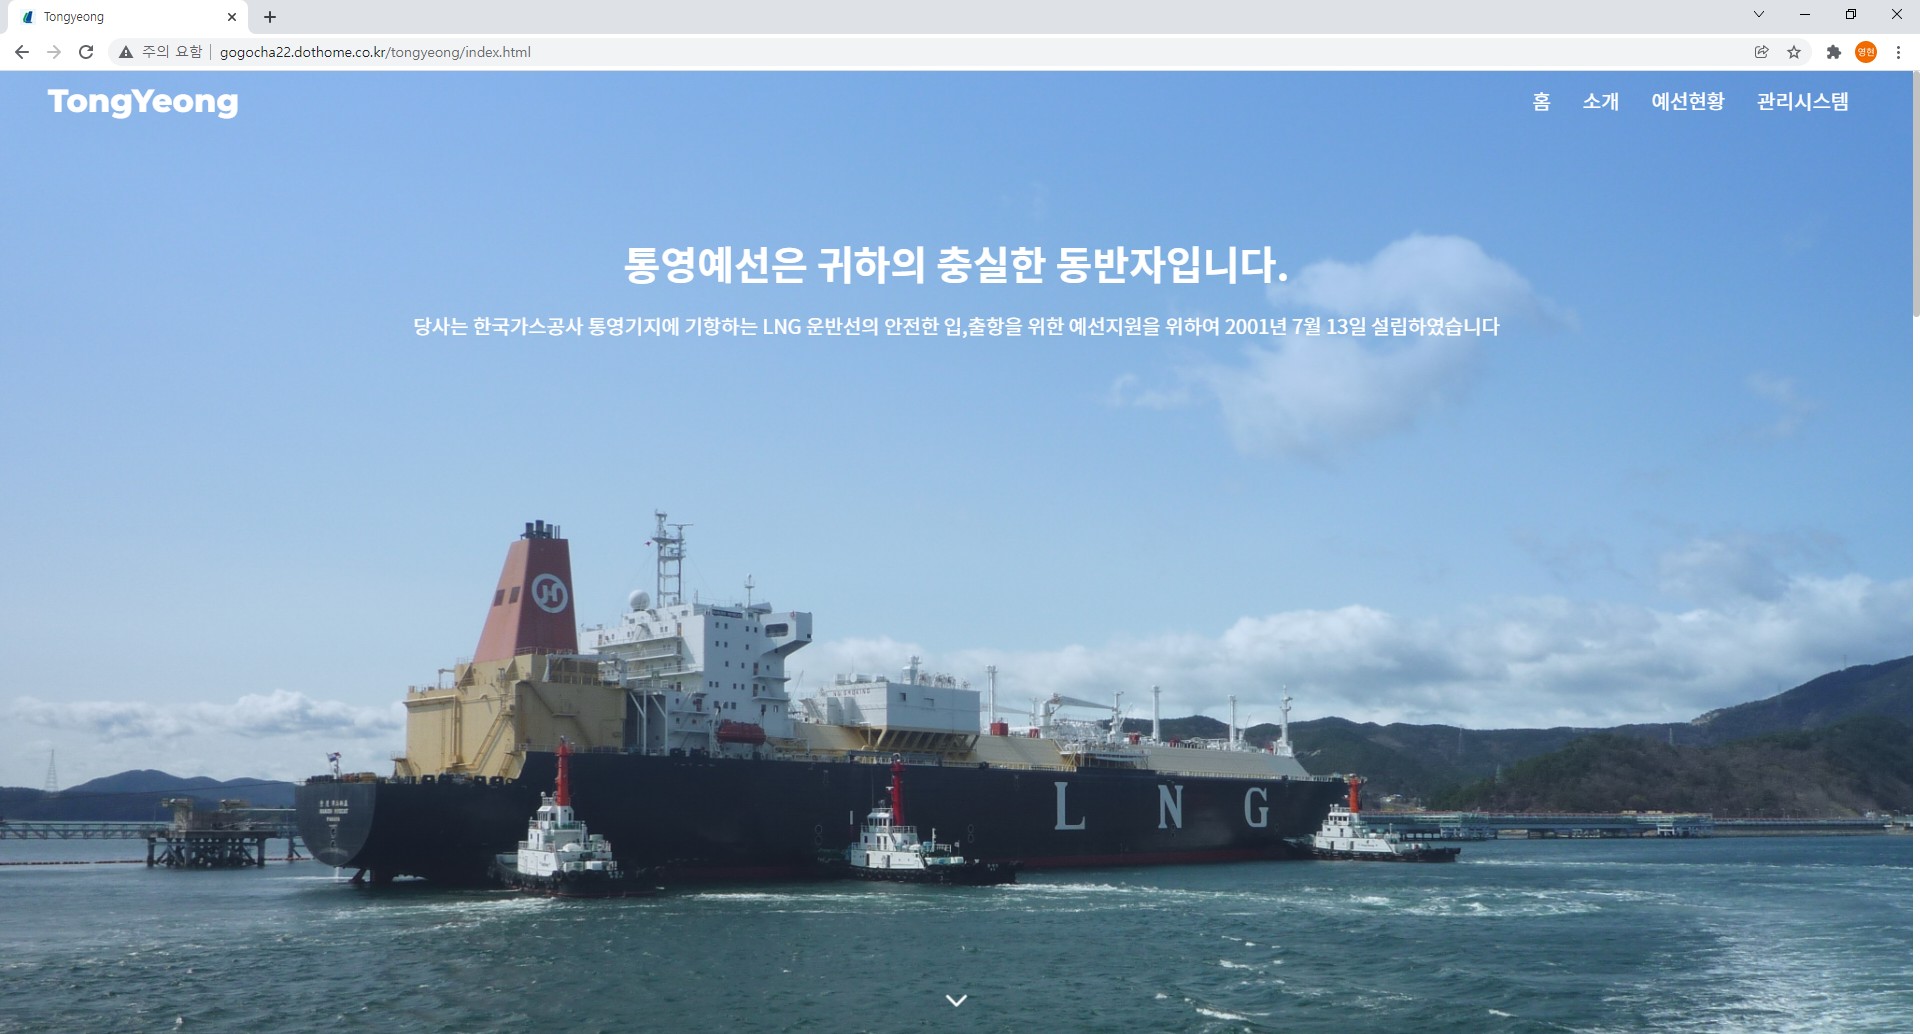 Tongyeong
주의 요함
gogocha22.dothome.co.kr/tongyeong/index.html
영현
TongYeong
홈 소개 예선현황 관리시스템
통영예선은 귀하의 충실한 동반자입니다.
당사는 한국가스공사 통영기지에 기항하는 LNG 운반선의 안전한 입,출항을 위한 예선지원을 위하여 2001년 7월 13일 설립하였습니다
H
LNG